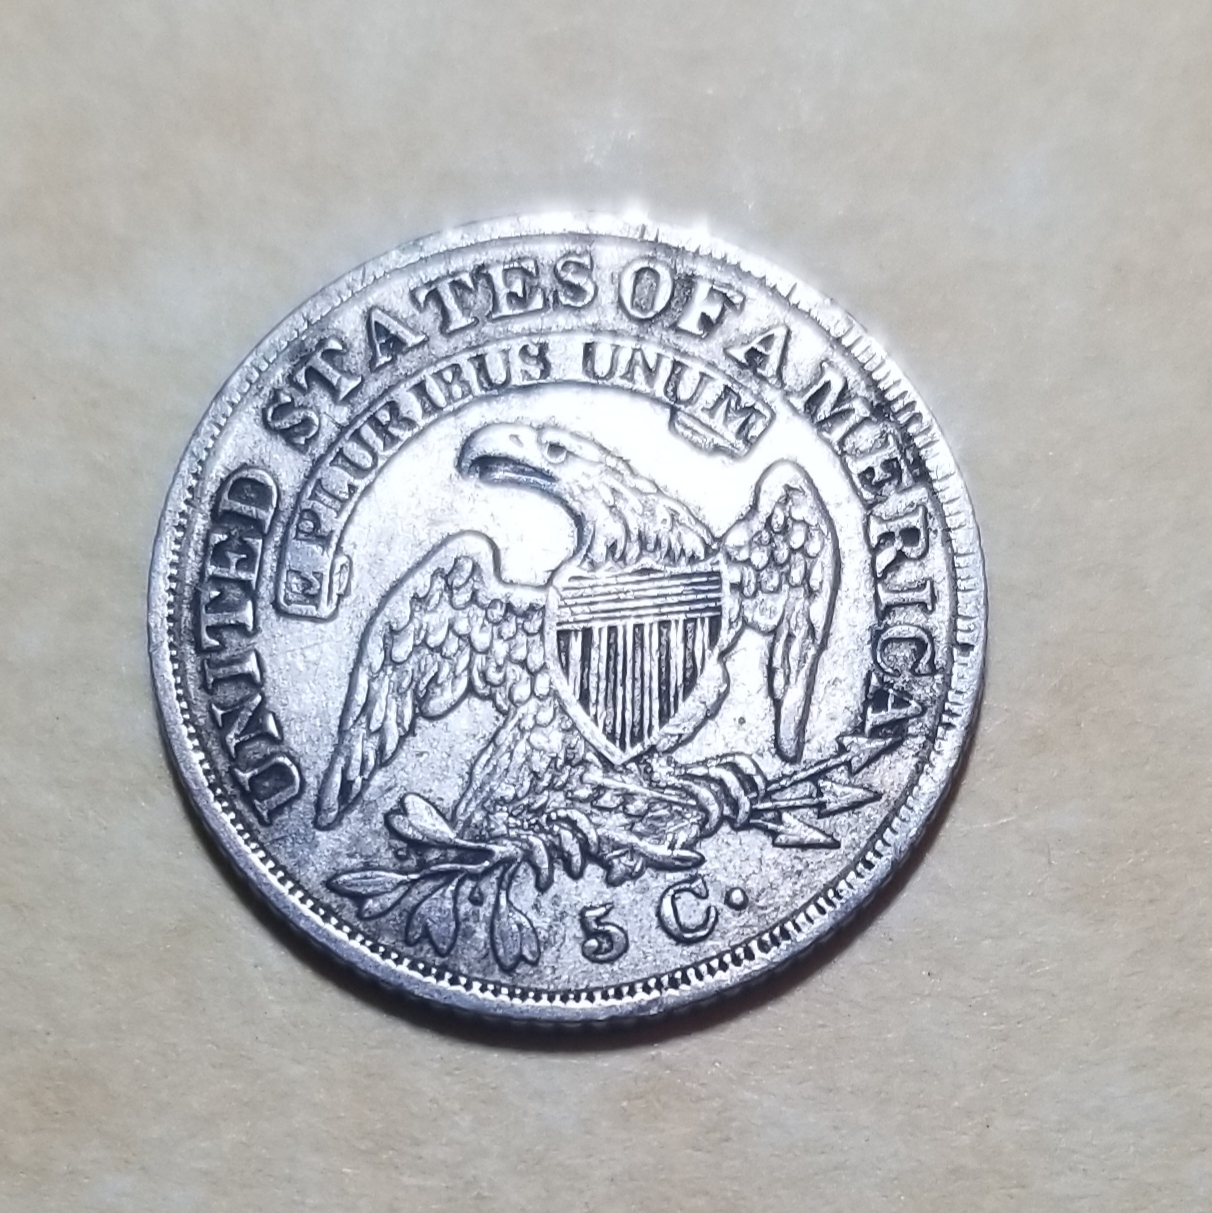 UNITED STATES OF AMERICA
E PLURIBUS UNUM
5 C.